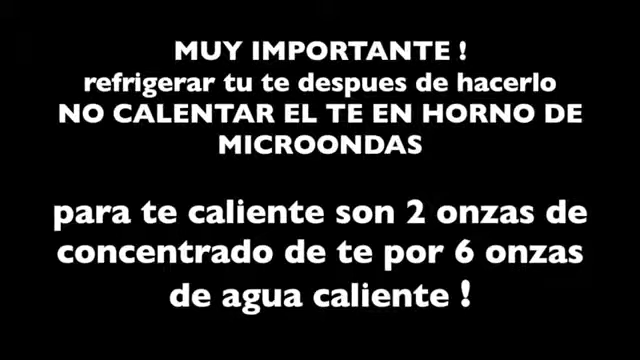 MUY IMPORTANTE !
refrigerar tu te despues de hacerlo
NO CALENTAR EL TE EN HORNO DE
MICROONDAS
para te caliente son 2 onzas de
concentrado de te por 6 onzas
de agua caliente !